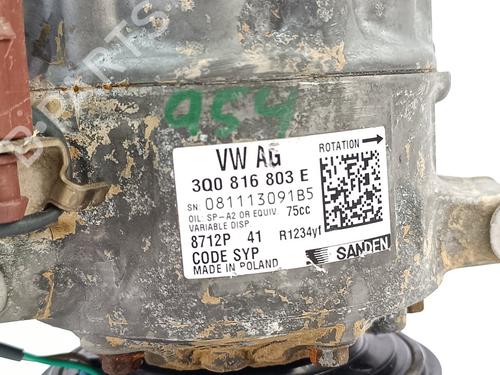 954
VW AG
ROTATION
3Q0 816 803 E
SN: 081113091B5
OIL: SP-A2 OR EQUIV. 75cc
VARIABLE DISP
8712P 41 R1234yf
CODE SYP
MADE IN POLAND
SANDEN